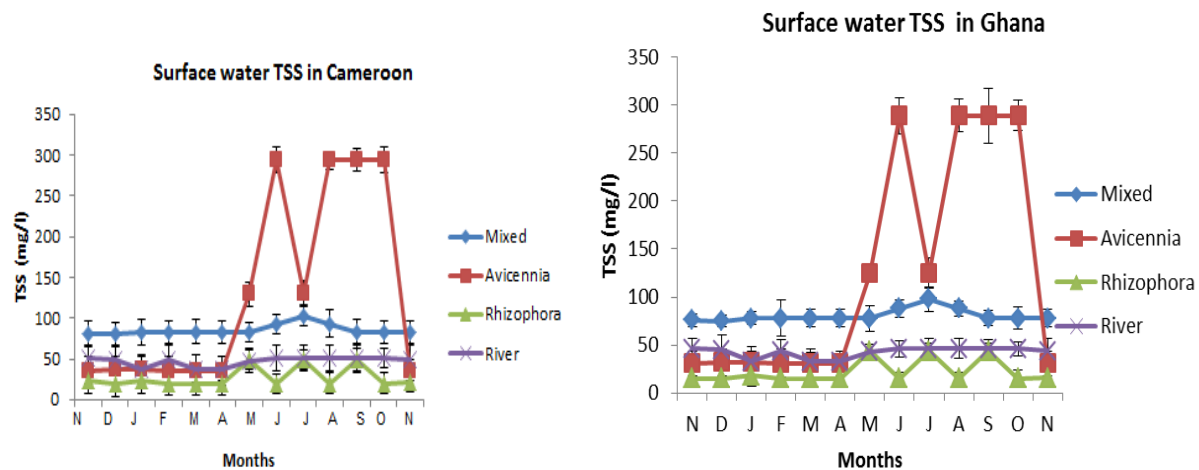 Surface water TSS in Cameroon
TSS (mg/l)
350
300
250
200
150
100
50
0
N D J F M A M J J A S O N
Months
Mixed
Avicennia
Rhizophora
River
Surface water TSS in Ghana
TSS (mg/l)
350
300
250
200
150
100
50
0
N D J F M A M J J A S O N
Months
Mixed
Avicennia
Rhizophora
River